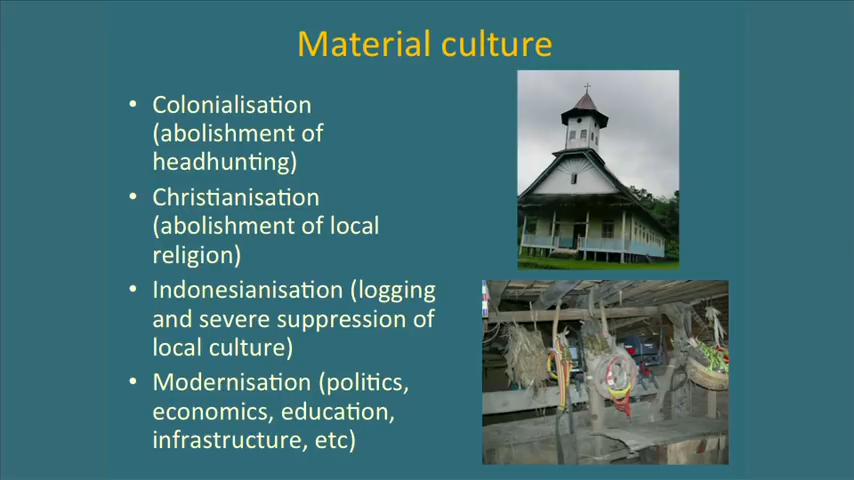 Material culture
• Colonialisation
(abolishment of
headhunting)
• Christianisation
(abolishment of local
religion)
• Indonesianisation (logging
and severe suppression of
local culture)
• Modernisation (politics,
economics, education,
infrastructure, etc)